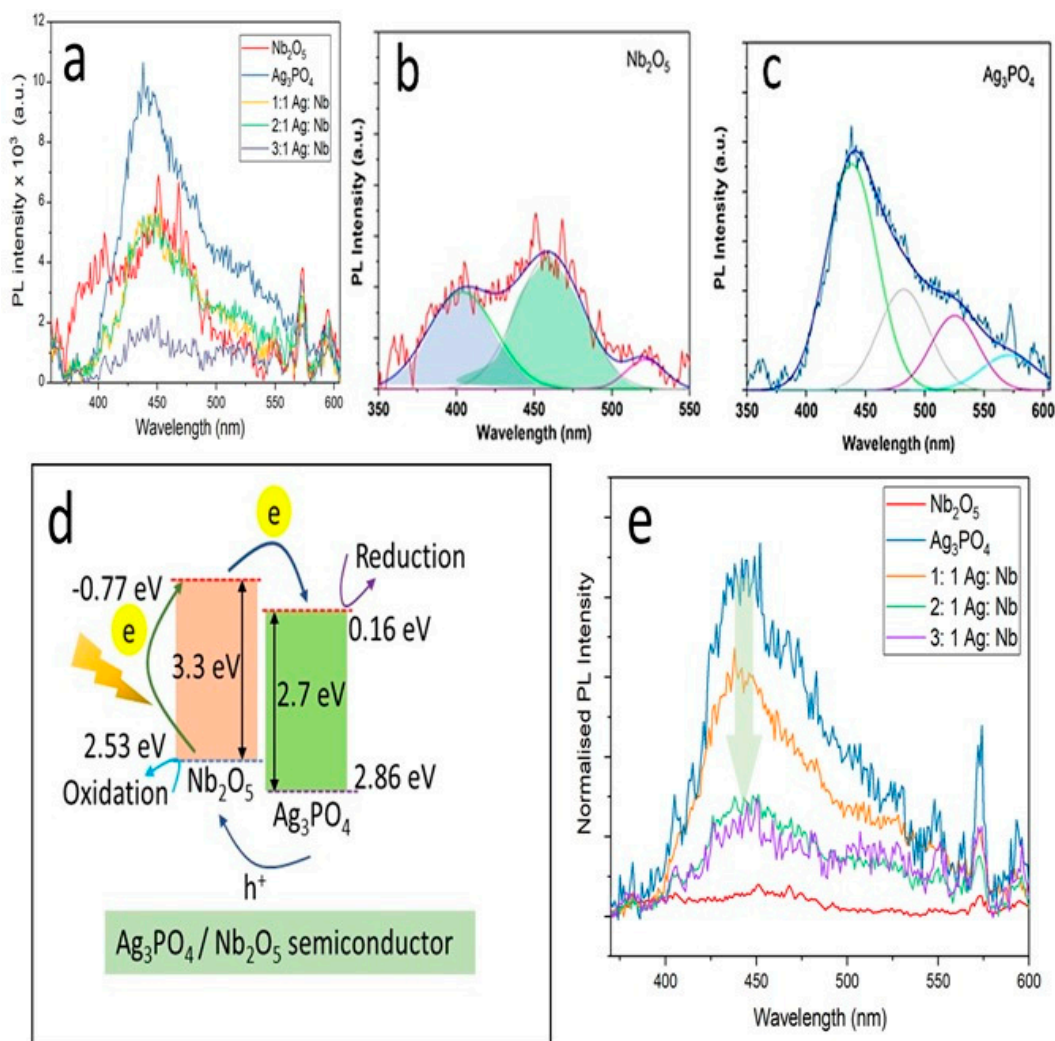 a
12
10
8
6
4
2
0
PL intensity x 10³ (a.u.)
400 450 500 550 600
Wavelength (nm)
Nb₂O₅
Ag₃PO₄
1:1 Ag: Nb
2:1 Ag: Nb
3:1 Ag: Nb
b
Nb₂O₅
PL Intensity (a.u.)
350 400 450 500 550
Wavelength (nm)
c
Ag₃PO₄
PL Intensity (a.u.)
350 400 450 500 550 600
Wavelength (nm)
d
e
Reduction
-0.77 eV
0.16 eV
e
3.3 eV
2.7 eV
2.53 eV
2.86 eV
Oxidation
Nb₂O₅
Ag₃PO₄
h⁺
Ag₃PO₄ / Nb₂O₅ semiconductor
e
Nb₂O₅
Ag₃PO₄
1: 1 Ag: Nb
2: 1 Ag: Nb
3: 1 Ag: Nb
Normalised PL Intensity
400 450 500 550 600
Wavelength (nm)